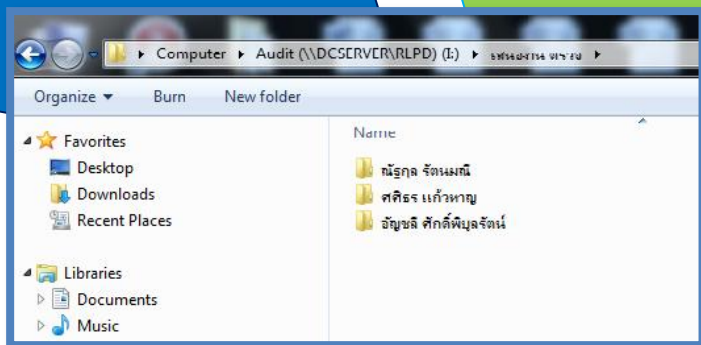 Computer ▸ Audit (\\DCSERVER\RLPD) (I:) ▸
Organize ▾ Burn New folder
Favorites
Desktop
Downloads
Recent Places
Libraries
Documents
Music
Name
ณัฐกุล รัตนมณี
ศศิธร แก้วหาญ
อัญชลี ศักดิ์พิบุลรัตน์